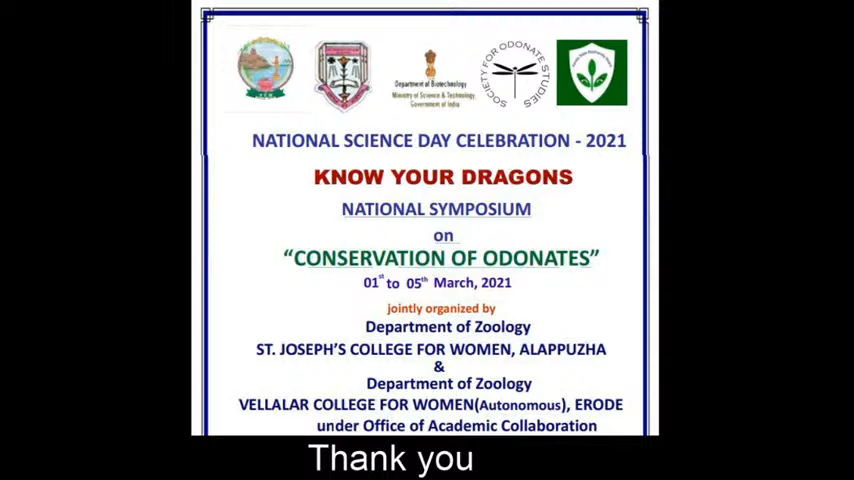 Department of Biotechnology
Ministry of Science & Technology
Government of India
SOCIETY FOR ODONATE STUDIES
NATIONAL SCIENCE DAY CELEBRATION - 2021
KNOW YOUR DRAGONS
NATIONAL SYMPOSIUM
on
“CONSERVATION OF ODONATES”
01st to 05th March, 2021
jointly organized by
Department of Zoology
ST. JOSEPH’S COLLEGE FOR WOMEN, ALAPPUZHA
&
Department of Zoology
VELLALAR COLLEGE FOR WOMEN(Autonomous), ERODE
under Office of Academic Collaboration
Thank you